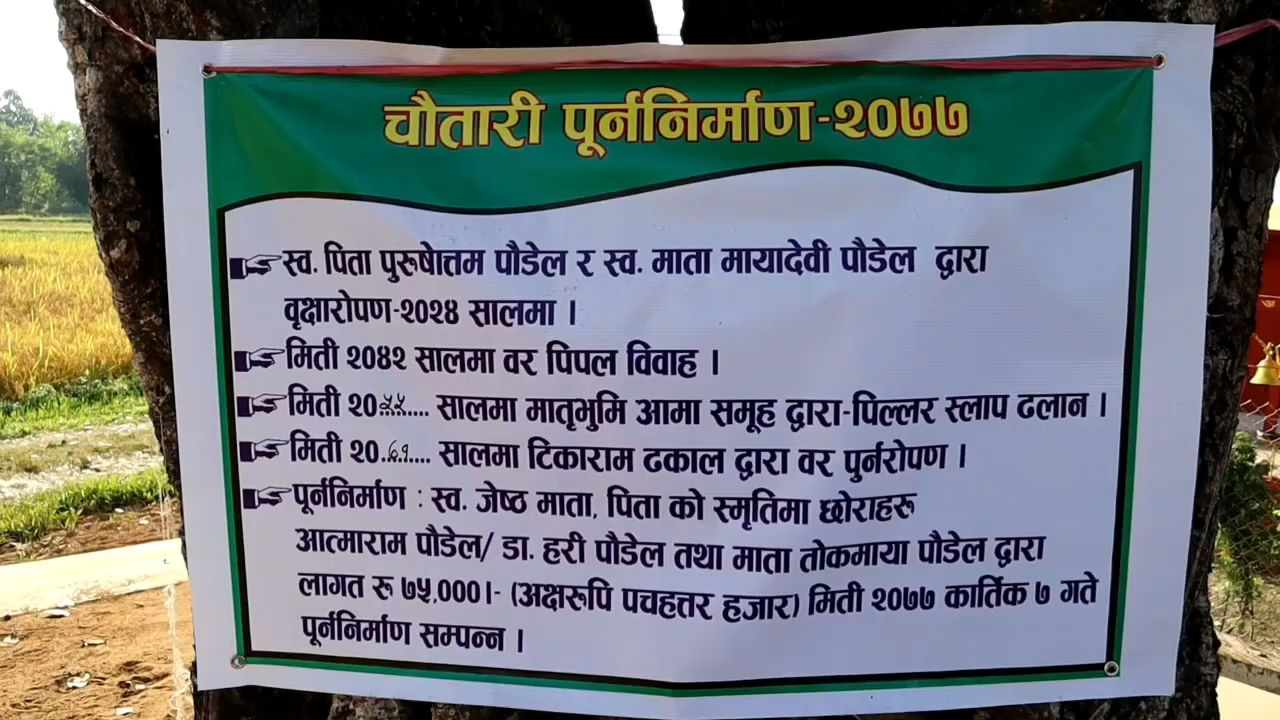 चौतारी पूर्ननिर्माण-२०७७
स्व. पिता पुरुषोत्तम पौडेल र स्व. माता मायादेवी पौडेल द्वारा
वृक्षारोपण-२०२४ सालमा ।
मिती २०४२ सालमा वर पिपल विवाह ।
मिती २०५५.... सालमा मातृभुमि आमा समूह द्वारा-पिल्लर स्लाप ढलान ।
मिती २०.६१.... सालमा टिकाराम ढकाल द्वारा वर पुर्नरोपण ।
पूर्ननिर्माण : स्व. जेष्ठ माता, पिता को स्मृतिमा छोराहरु
आत्माराम पौडेल/ डा. हरी पौडेल तथा माता तोकमाया पौडेल द्वारा
लागत रु ७५,०००।- (अक्षरुपि पचहत्तर हजार) मिती २०७७ कार्तिक ७ गते
पूर्ननिर्माण सम्पन्न ।